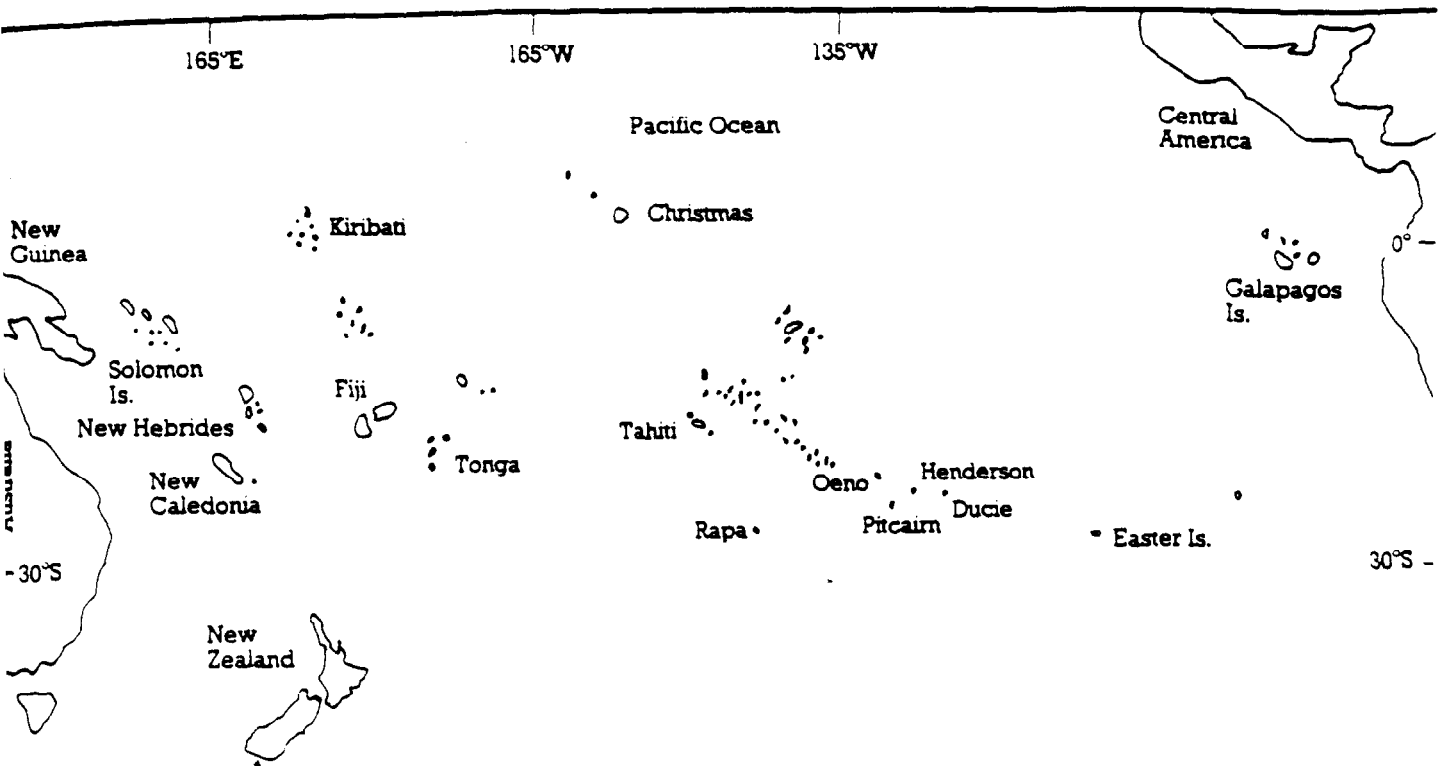 165°E
165°W
135°W
Pacific Ocean
Central
America
New
Guinea
Kiribati
Christmas
0°
Galapagos
Is.
Solomon
Is.
Fiji
New Hebrides
Tahiti
Tonga
New
Caledonia
Oeno
Henderson
Ducie
Pitcairn
Rapa
Easter Is.
30°S
30°S
New
Zealand